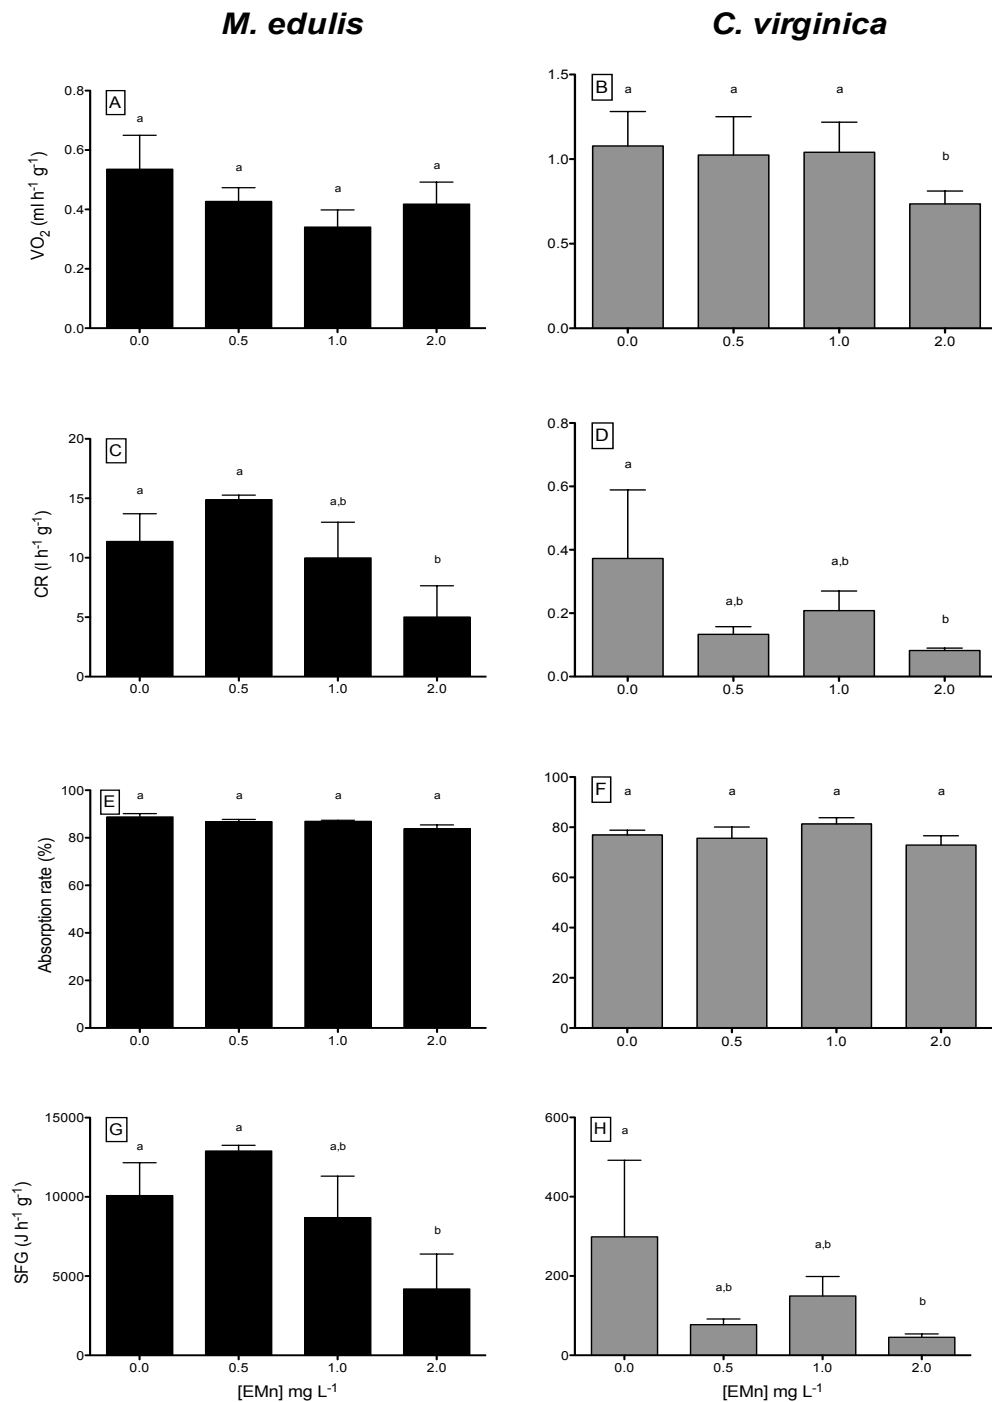 M. edulis
C. virginica
A
a
a
a
a
0.8
0.6
0.4
0.2
0.0
VO2 (ml h-1 g-1)
0.0 0.5 1.0 2.0
B
a
a
a
b
1.5
1.0
0.5
0.0
0.0 0.5 1.0 2.0
C
a
a
a,b
b
20
15
10
5
0
CR (l h-1 g-1)
0.0 0.5 1.0 2.0
D
a
a,b
a,b
b
0.8
0.6
0.4
0.2
0.0
0.0 0.5 1.0 2.0
E
a
a
a
a
100
80
60
40
20
0
Absorption rate (%)
0.0 0.5 1.0 2.0
F
a
a
a
a
100
80
60
40
20
0
0.0 0.5 1.0 2.0
G
a
a
a,b
b
15000
10000
5000
0
SFG (J h-1 g-1)
0.0 0.5 1.0 2.0
[EMn] mg L-1
H
a
a,b
a,b
b
600
400
200
0
0.0 0.5 1.0 2.0
[EMn] mg L-1